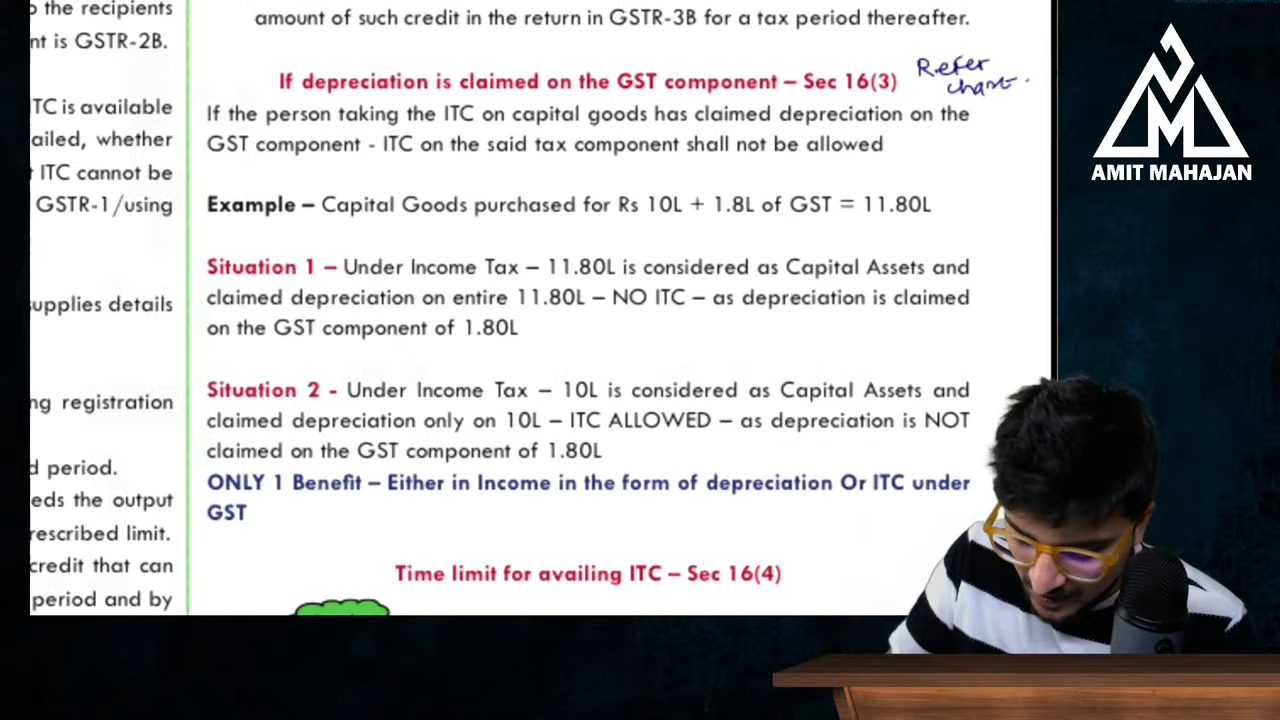 o the recipients
nt is GSTR-2B.
TC is available
ailed, whether
ITC cannot be
GSTR-1/using
supplies details
ng registration
d period.
eds the output
rescribed limit.
credit that can
period and by
amount of such credit in the return in GSTR-3B for a tax period thereafter.
If depreciation is claimed on the GST component – Sec 16(3)
Refer
chart.
If the person taking the ITC on capital goods has claimed depreciation on the
GST component - ITC on the said tax component shall not be allowed
Example – Capital Goods purchased for Rs 10L + 1.8L of GST = 11.80L
Situation 1 – Under Income Tax – 11.80L is considered as Capital Assets and
claimed depreciation on entire 11.80L – NO ITC – as depreciation is claimed
on the GST component of 1.80L
Situation 2 - Under Income Tax – 10L is considered as Capital Assets and
claimed depreciation only on 10L – ITC ALLOWED – as depreciation is NOT
claimed on the GST component of 1.80L
ONLY 1 Benefit – Either in Income in the form of depreciation Or ITC under
GST
Time limit for availing ITC – Sec 16(4)
AMIT MAHAJAN